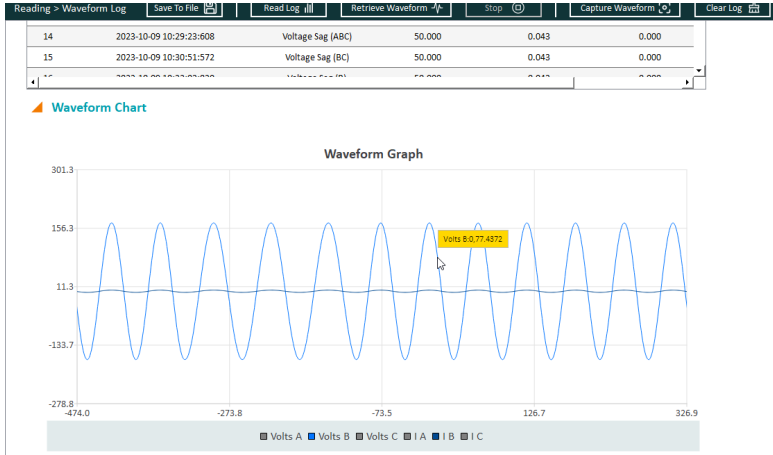 Reading > Waveform Log Save To File Read Log Retrieve Waveform Stop Capture Waveform Clear Log
14 2023-10-09 10:29:23:608 Voltage Sag (ABC) 50.000 0.043 0.000
15 2023-10-09 10:30:51:572 Voltage Sag (BC) 50.000 0.043 0.000
Waveform Chart
Waveform Graph
301.3
156.3
Volts B:0,77.4372
11.3
-133.7
-278.8
-474.0 -273.8 -73.5 126.7 326.9
Volts A Volts B Volts C I A I B I C